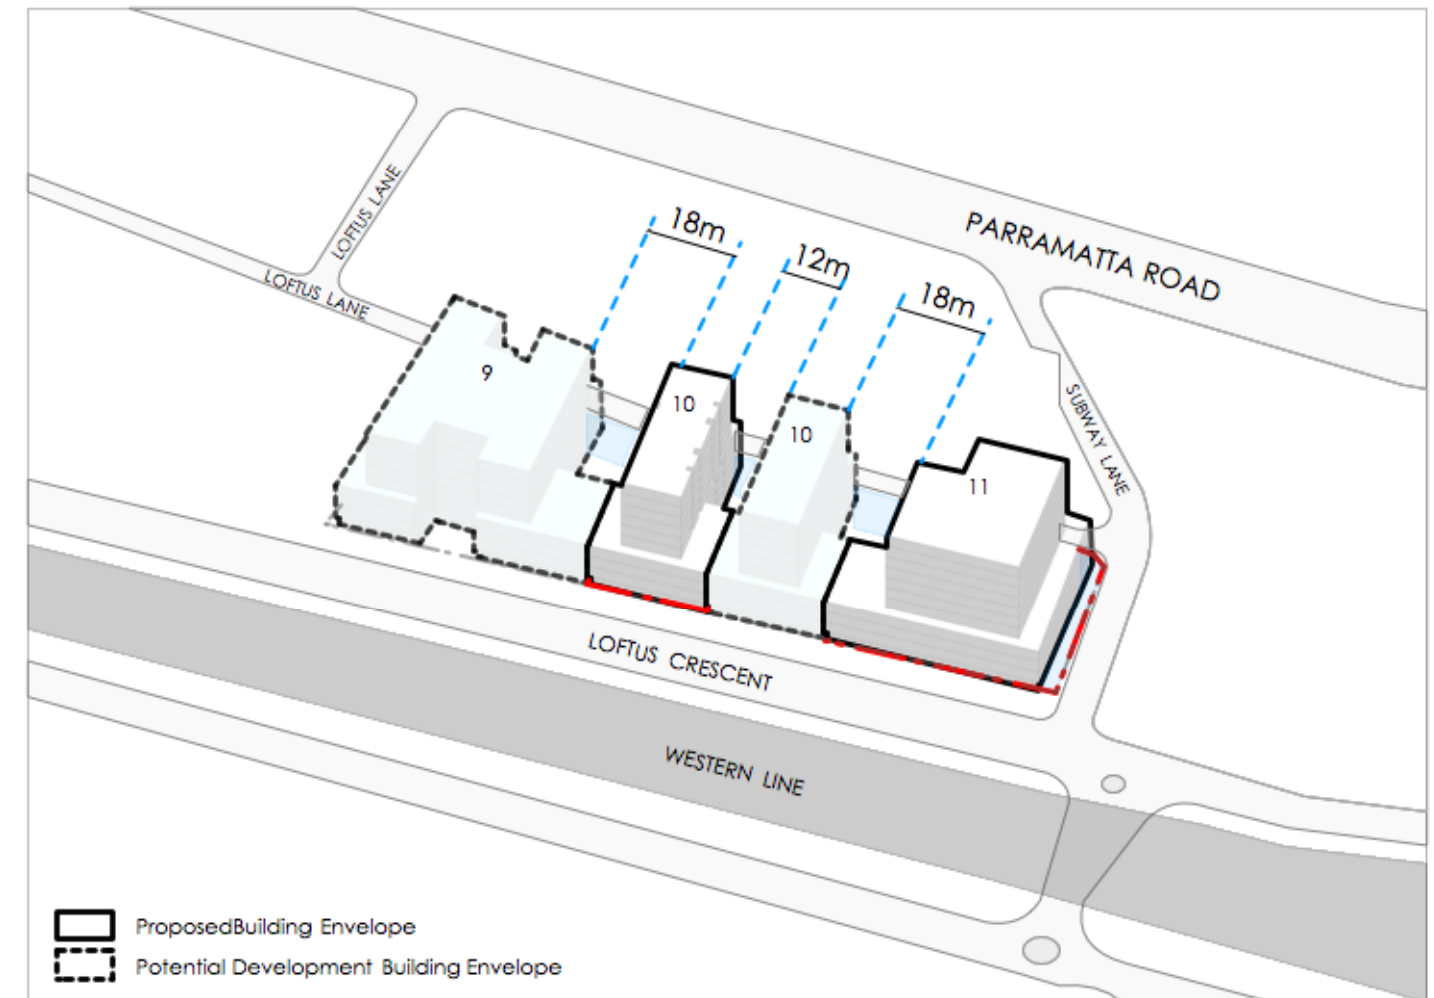 LOFTUS LANE
LOFTUS LANE
PARRAMATTA ROAD
18m
12m
18m
SUBWAY LANE
9
10
10
11
LOFTUS CRESCENT
WESTERN LINE
ProposedBuilding Envelope
Potential Development Building Envelope